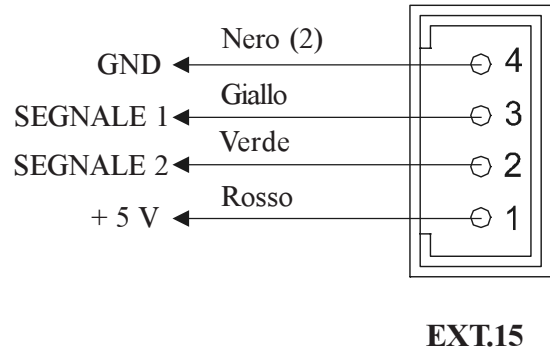 Nero (2)
GND 4
Giallo
SEGNALE 1 3
Verde
SEGNALE 2 2
Rosso
+ 5 V 1
EXT.15